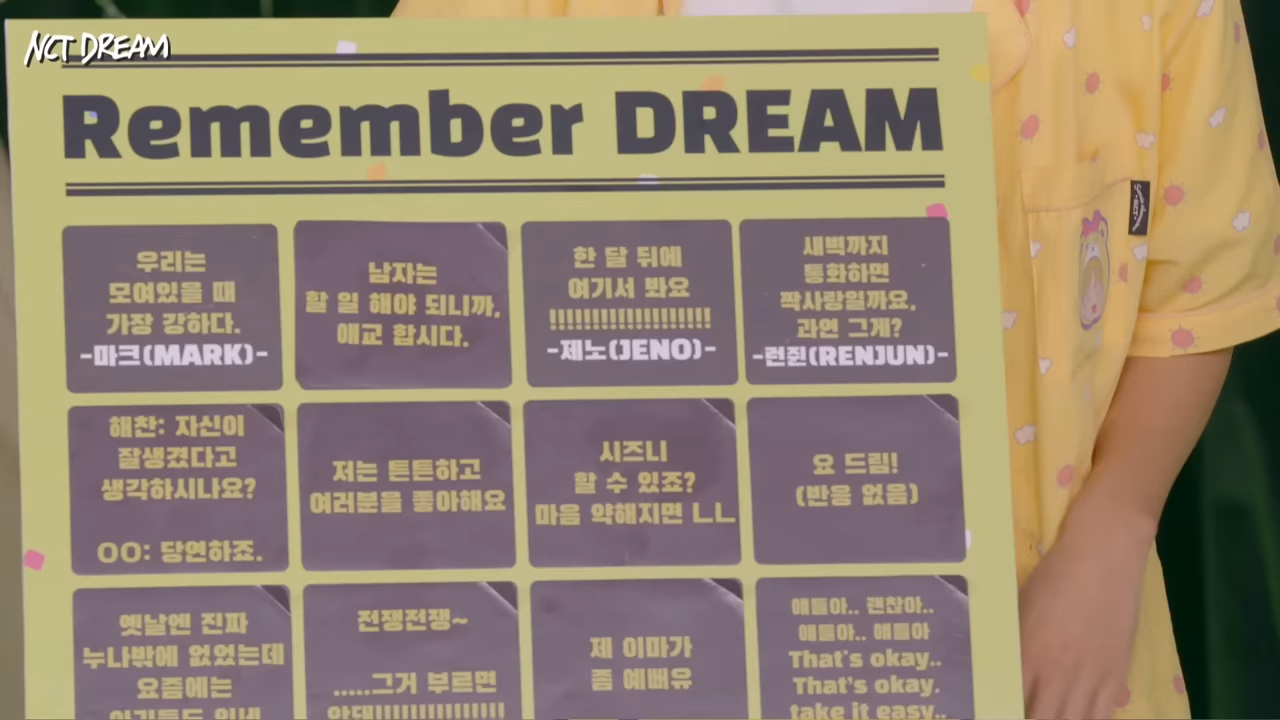 NCT DREAM
Remember DREAM
우리는
모여있을 때
가장 강하다.
-마크(MARK)-
남자는
할 일 해야 되니까,
애교 합시다.
한 달 뒤에
여기서 봐요
!!!!!!!!!!!!!!!!!!!
-제노(JENO)-
새벽까지
통화하면
짝사랑일까요,
과연 그게?
-런쥔(RENJUN)-
해찬: 자신이
잘생겼다고
생각하시나요?
OO: 당연하죠.
저는 튼튼하고
여러분을 좋아해요
시즈니
할 수 있죠?
마음 약해지면 ㄴㄴ
요 드림!
(반응 없음)
옛날엔 진짜
누나밖에 없었는데
요즘에는
아기들도 있네
전쟁전쟁~
.....그거 부르면
안돼!!!!!!!!!!!!!!!
제 이마가
좀 예뻐유
얘들아.. 괜찮아..
얘들아.. 얘들아
That's okay..
That's okay.
take it easy..